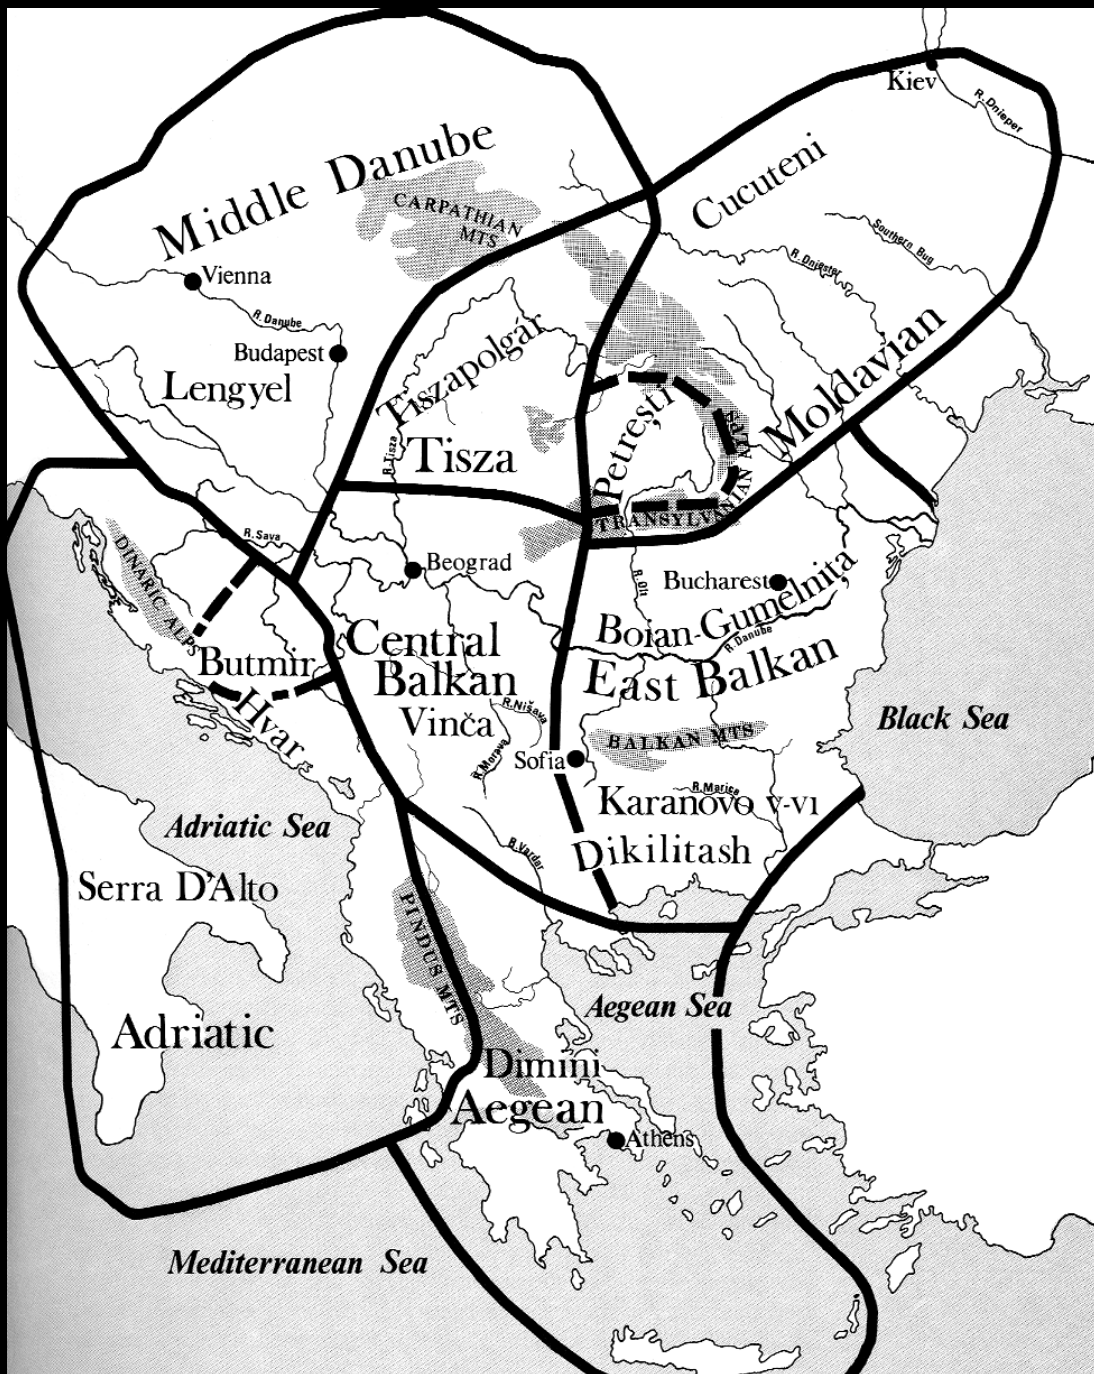 Kiev
R. Dnieper
Middle Danube
Cucuteni
CARPATHIAN
MTS
Southern Bug
R. Dniester
Vienna
R. Danube
Budapest
Lengyel
Tiszapolgár
Moldavian
Petrești
R. Tisza
Tisza
TRANSYLVANIAN ALPS
R. Sava
DINARIC ALPS
Beograd
R. Olt
Bucharest
Boian-Gumelnița
R. Danube
Butmir
Central
Balkan
East Balkan
Hvar
Vinča
R. Nišava
Black Sea
BALKAN MTS
R. Morava
Sofia
R. Marica
Karanovo V-VI
Adriatic Sea
R. Vardar
Dikilitash
Serra D'Alto
PINDUS MTS
Aegean Sea
Adriatic
Dimini
Aegean
Athens
Mediterranean Sea